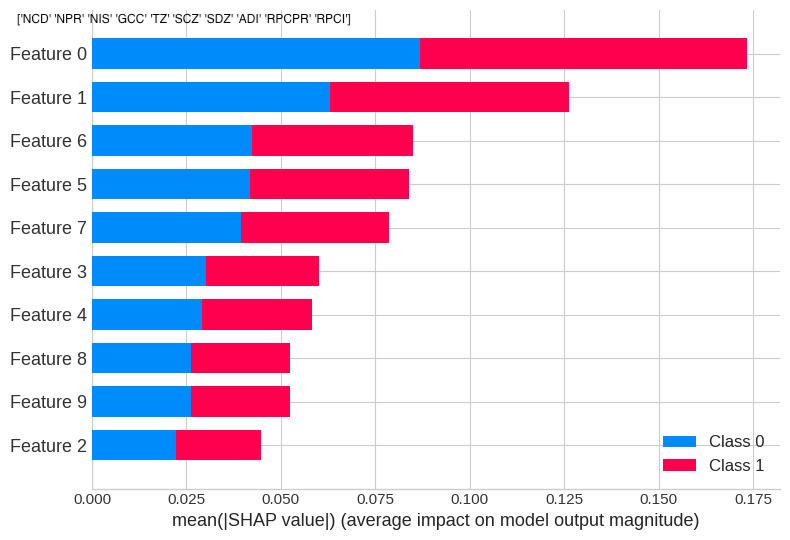 ['NCD' 'NPR' 'NIS' 'GCC' 'TZ' 'SCZ' 'SDZ' 'ADI' 'RPCPR' 'RPCI']
Feature 0
Feature 1
Feature 6
Feature 5
Feature 7
Feature 3
Feature 4
Feature 8
Feature 9
Feature 2
Class 0
Class 1
0.000 0.025 0.050 0.075 0.100 0.125 0.150 0.175
mean(|SHAP value|) (average impact on model output magnitude)